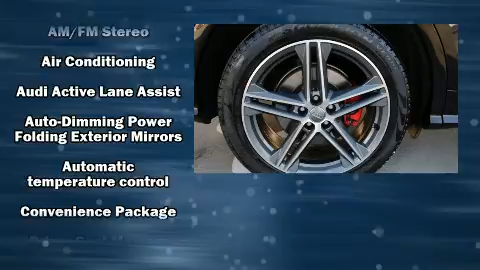 AM/FM Stereo
Air Conditioning
Audi Active Lane Assist
Auto-Dimming Power
Folding Exterior Mirrors
Automatic
temperature control
Convenience Package